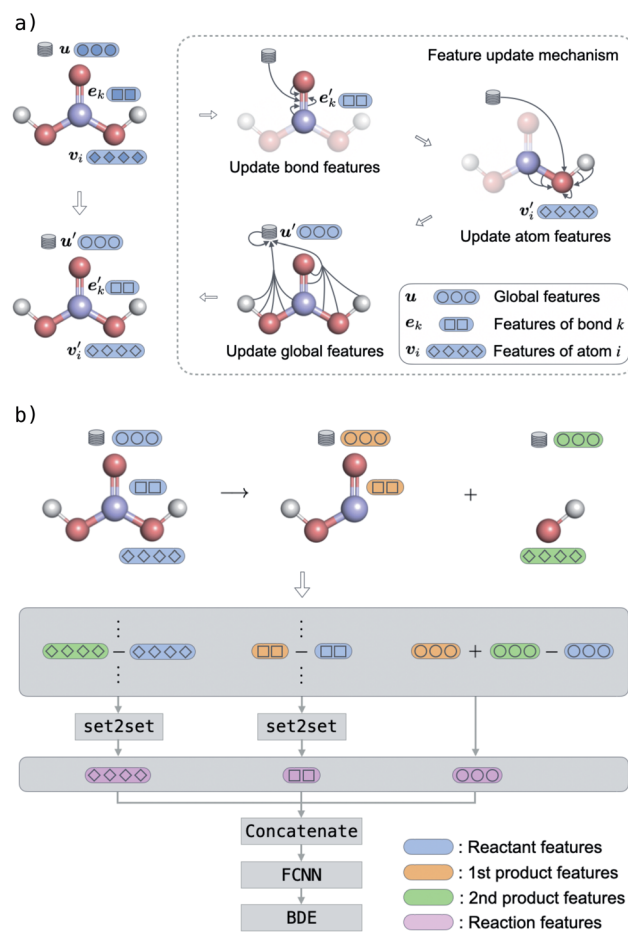 a)
u
Feature update mechanism
e_k
e'_k
v_i
Update bond features
v'_i
Update atom features
u'
u'
e'_k
v'_i
Update global features
u Global features
e_k Features of bond k
v_i Features of atom i
b)
→ +
− − + −
set2set set2set
Concatenate
FCNN
BDE
: Reactant features
: 1st product features
: 2nd product features
: Reaction features